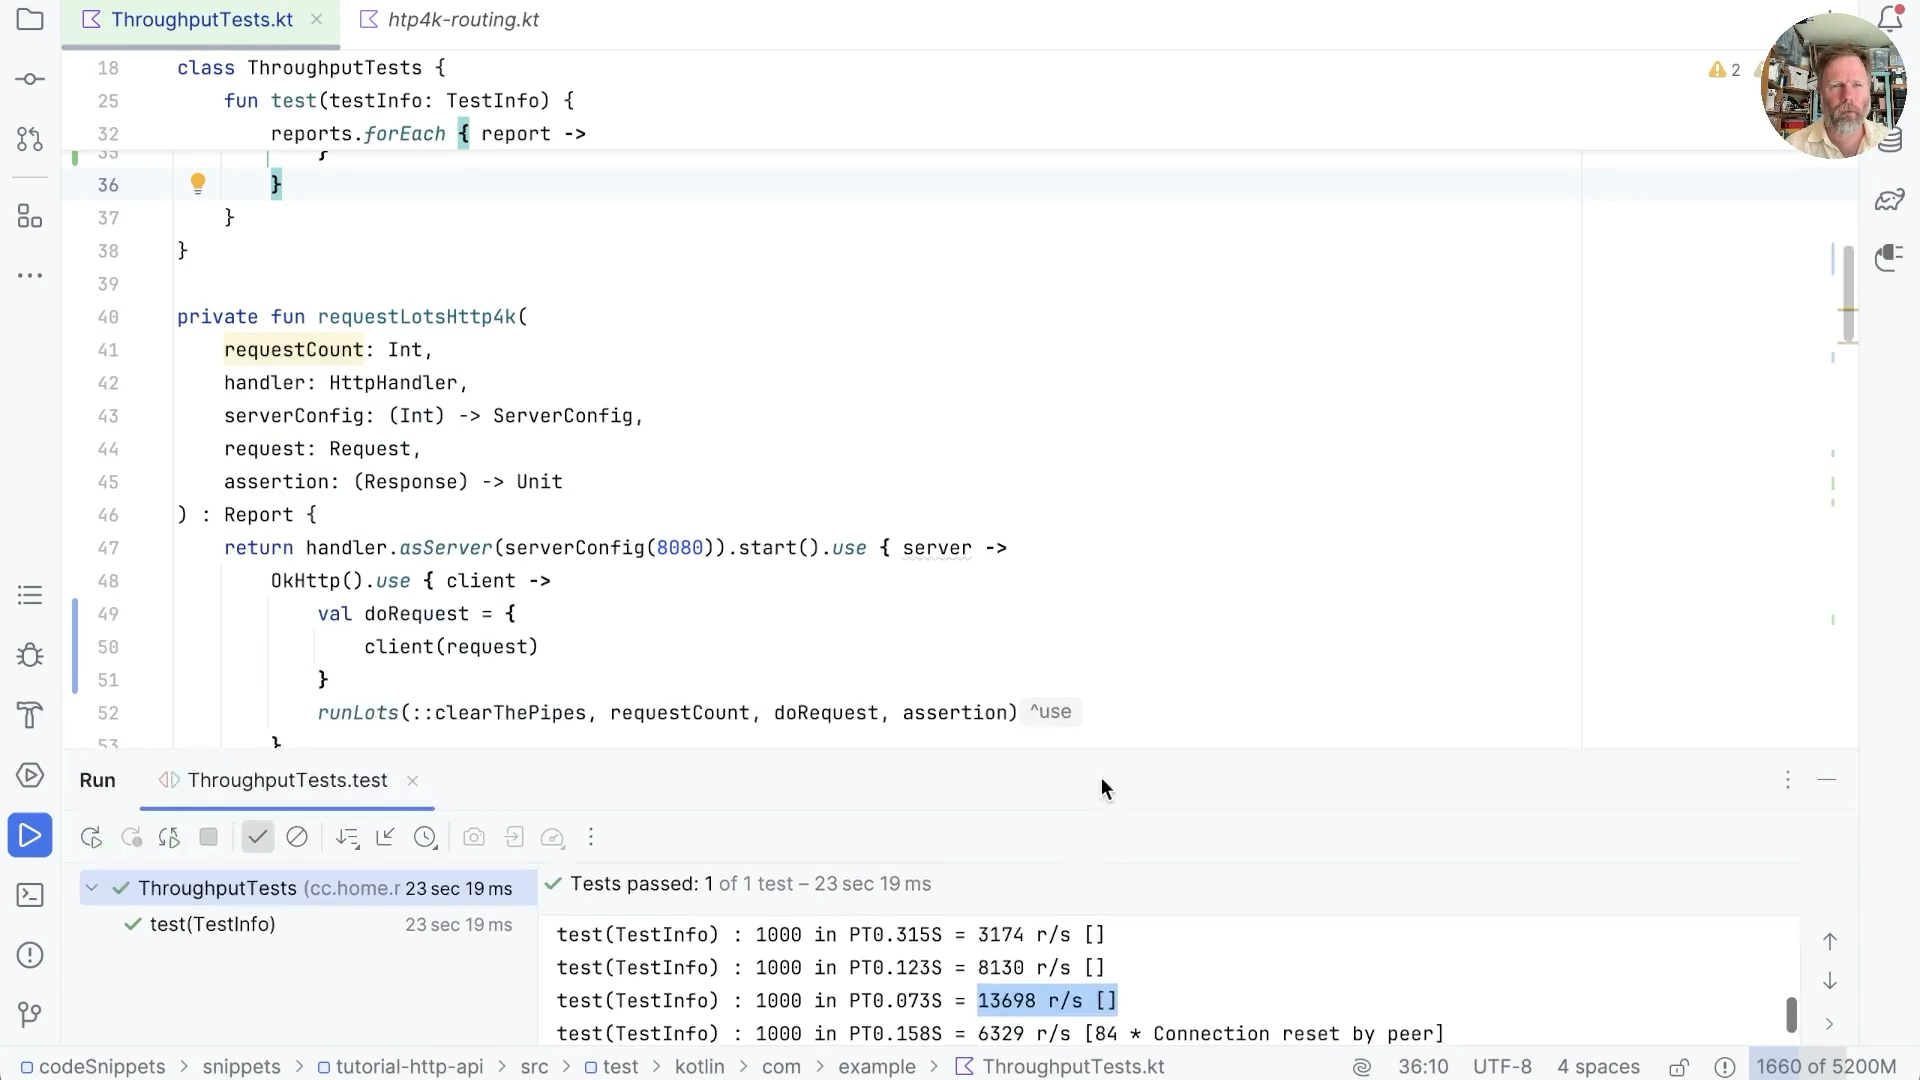 ThroughputTests.kt
htp4k-routing.kt
18 class ThroughputTests {
25 fun test(testInfo: TestInfo) {
32 reports.forEach { report ->
2
35 }
36 }
37 }
38 }
39
40 private fun requestLotsHttp4k(
41 requestCount: Int,
42 handler: HttpHandler,
43 serverConfig: (Int) -> ServerConfig,
44 request: Request,
45 assertion: (Response) -> Unit
46 ) : Report {
47 return handler.asServer(serverConfig(8080)).start().use { server ->
48 OkHttp().use { client ->
49 val doRequest = {
50 client(request)
51 }
52 runLots(::clearThePipes, requestCount, doRequest, assertion) ^use
53 }
Run ThroughputTests.test
ThroughputTests (cc.home.r 23 sec 19 ms
test(TestInfo) 23 sec 19 ms
Tests passed: 1 of 1 test – 23 sec 19 ms
test(TestInfo) : 1000 in PT0.315S = 3174 r/s []
test(TestInfo) : 1000 in PT0.123S = 8130 r/s []
test(TestInfo) : 1000 in PT0.073S = 13698 r/s []
test(TestInfo) : 1000 in PT0.158S = 6329 r/s [84 * Connection reset by peer]
codeSnippets > snippets > tutorial-http-api > src > test > kotlin > com > example > ThroughputTests.kt 36:10 UTF-8 4 spaces 1660 of 5200M